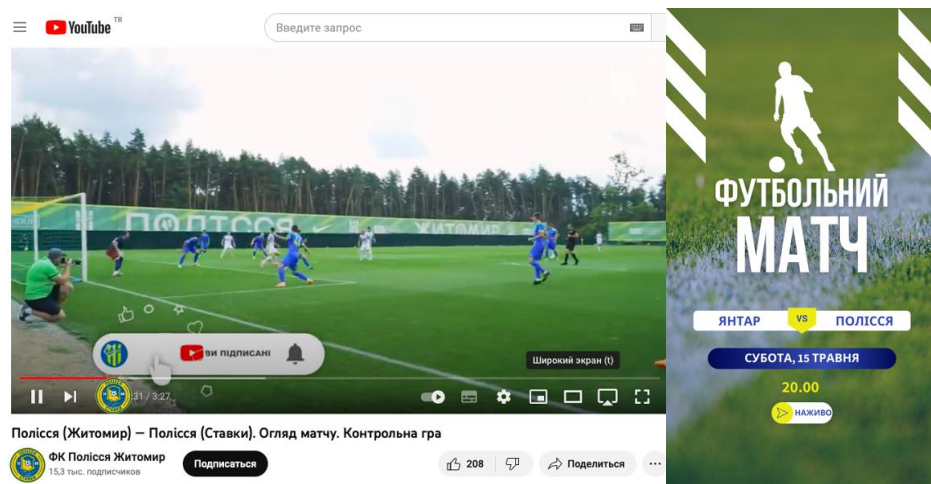 YouTube TR
Введите запрос
ПОЛІССЯ
ЖИТОМИР
ВИ ПІДПИСАНІ
Широкий экран (t)
:31 / 3:27
Полісся (Житомир) — Полісся (Ставки). Огляд матчу. Контрольна гра
ФК Полісся Житомир
15,3 тыс. подписчиков
Подписаться
208
Поделиться
ФУТБОЛЬНИЙ
МАТЧ
ЯНТАР VS ПОЛІССЯ
СУБОТА, 15 ТРАВНЯ
20.00
НАЖИВО